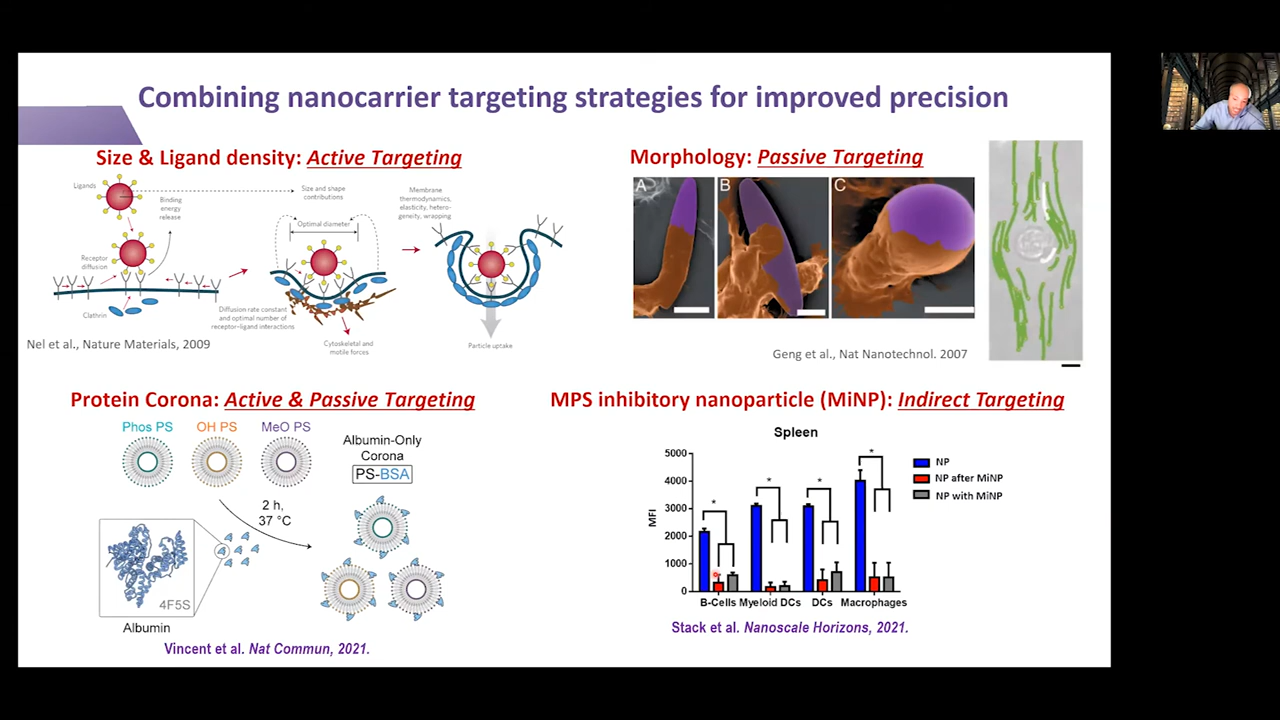 Combining nanocarrier targeting strategies for improved precision
Size & Ligand density: Active Targeting
Ligands
Binding
energy
release
Receptor
diffusion
Clathrin
Size and shape
contributions
Optimal diameter
Diffusion rate constant
and optimal number of
receptor–ligand interactions
Cytoskeletal and
motile forces
Membrane
thermodynamics,
elasticity, hetero-
geneity, wrapping
Particle uptake
Nel et al., Nature Materials, 2009
Morphology: Passive Targeting
A
B
C
Geng et al., Nat Nanotechnol. 2007
Protein Corona: Active & Passive Targeting
Phos PS
OH PS
MeO PS
Albumin-Only
Corona
PS-BSA
2 h,
37 °C
4F5S
Albumin
Vincent et al. Nat Commun, 2021.
MPS inhibitory nanoparticle (MiNP): Indirect Targeting
Spleen
MFI
5000
4000
3000
2000
1000
0
*
*
*
*
B-Cells
Myeloid DCs
DCs
Macrophages
NP
NP after MiNP
NP with MiNP
Stack et al. Nanoscale Horizons, 2021.